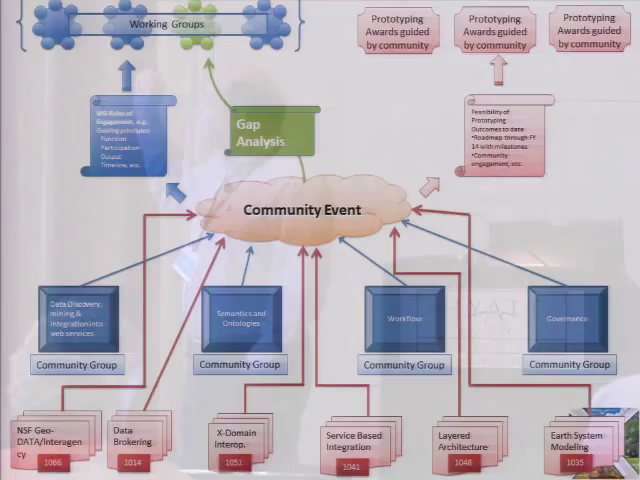 Working Groups
Prototyping
Awards guided
by community
Prototyping
Awards guided
by community
Prototyping
Awards guided
by community
WG Rules of
Engagement, e.g.
Guiding principles
Function
Participation
Output
Timeline, etc.
Gap
Analysis
Feasibility of
Prototyping
Outcomes to date
•Roadmap through FY
14 with milestones
•Community
engagement, etc.
Community Event
Data Discovery,
mining &
Integration into
web services
Community Group
Semantics and
Ontologies
Community Group
Workflow
Community Group
Governance
Community Group
NSF Geo-
DATA/Interagen
cy
1066
Data
Brokering
1014
X-Domain
Interop.
1051
Service Based
Integration
1041
Layered
Architecture
1048
Earth System
Modeling
1035